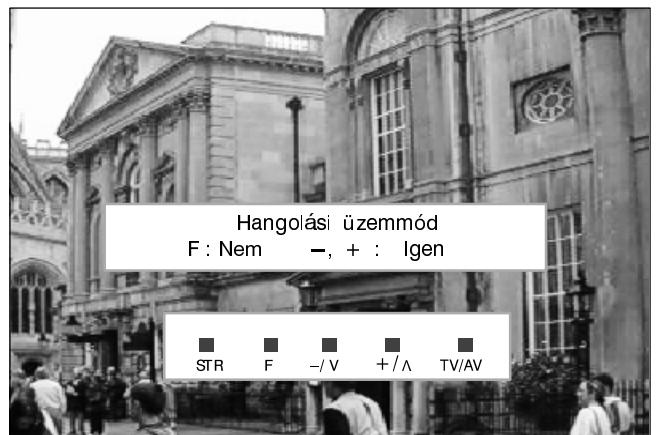 Hangolási üzemmód
F : Nem –, + : Igen
STR F –/V +/Λ TV/AV